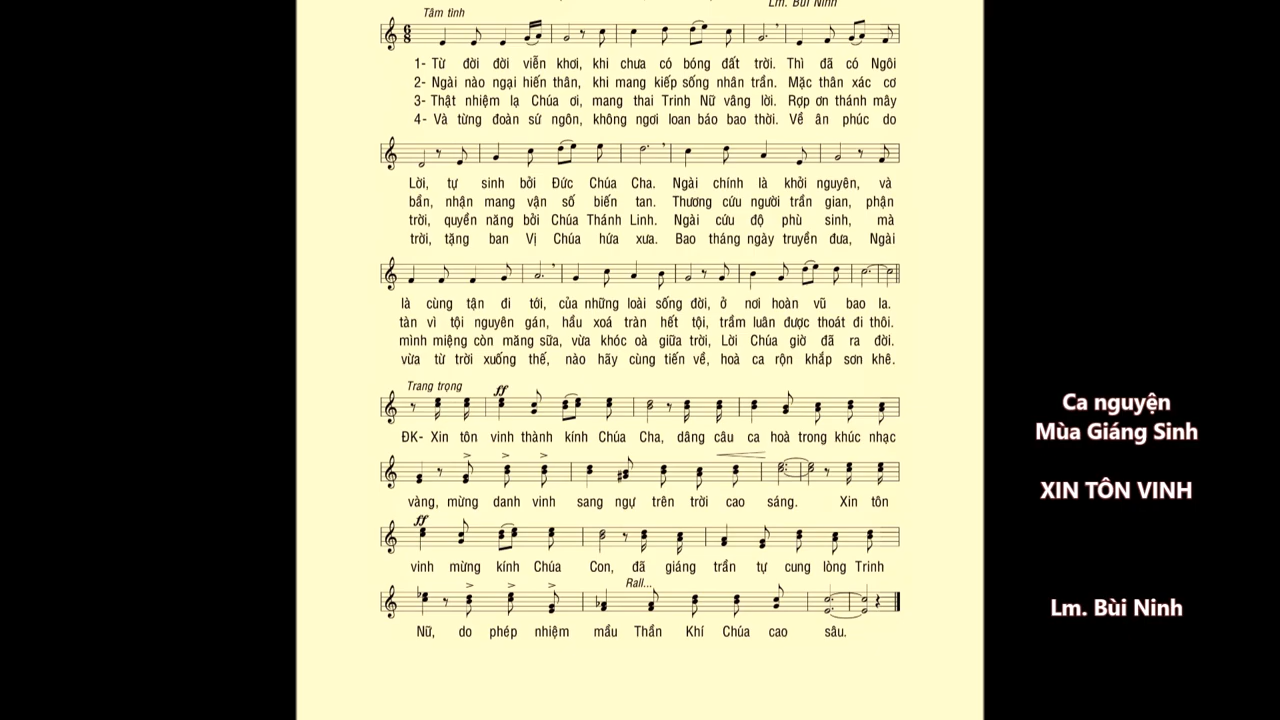 Lm. Bùi Ninh
Tâm tình
1- Từ đời đời viễn khơi, khi chưa có bóng đất trời. Thì đã có Ngôi
2- Ngài nào ngại hiến thân, khi mang kiếp sống nhân trần. Mặc thân xác cơ
3- Thật nhiệm lạ Chúa ơi, mang thai Trinh Nữ vâng lời. Rợp ơn thánh mây
4- Và từng đoàn sứ ngôn, không ngơi loan báo bao thời. Về ân phúc do
Lời, tự sinh bởi Đức Chúa Cha. Ngài chính là khởi nguyên, và
bần, nhận mang vận số biến tan. Thương cứu người trần gian, phận
trời, quyền năng bởi Chúa Thánh Linh. Ngài cứu độ phù sinh, mà
trời, tặng ban Vị Chúa hứa xưa. Bao tháng ngày truyền đưa, Ngài
là cùng tận đi tới, của những loài sống đời, ở nơi hoàn vũ bao la.
tàn vì tội nguyên gán, hầu xoá tràn hết tội, trầm luân được thoát đi thôi.
mình miệng còn măng sữa, vừa khóc oà giữa trời, Lời Chúa giờ đã ra đời.
vừa từ trời xuống thế, nào hãy cùng tiến về, hoà ca rộn khắp sơn khê.
Trang trọng ff
ĐK- Xin tôn vinh thành kính Chúa Cha, dâng câu ca hoà trong khúc nhạc
vàng, mừng danh vinh sang ngự trên trời cao sáng. Xin tôn
ff
vinh mừng kính Chúa Con, đã giáng trần tự cung lòng Trinh
Rall...
Nữ, do phép nhiệm mầu Thần Khí Chúa cao sâu.
Ca nguyện
Mùa Giáng Sinh
XIN TÔN VINH
Lm. Bùi Ninh